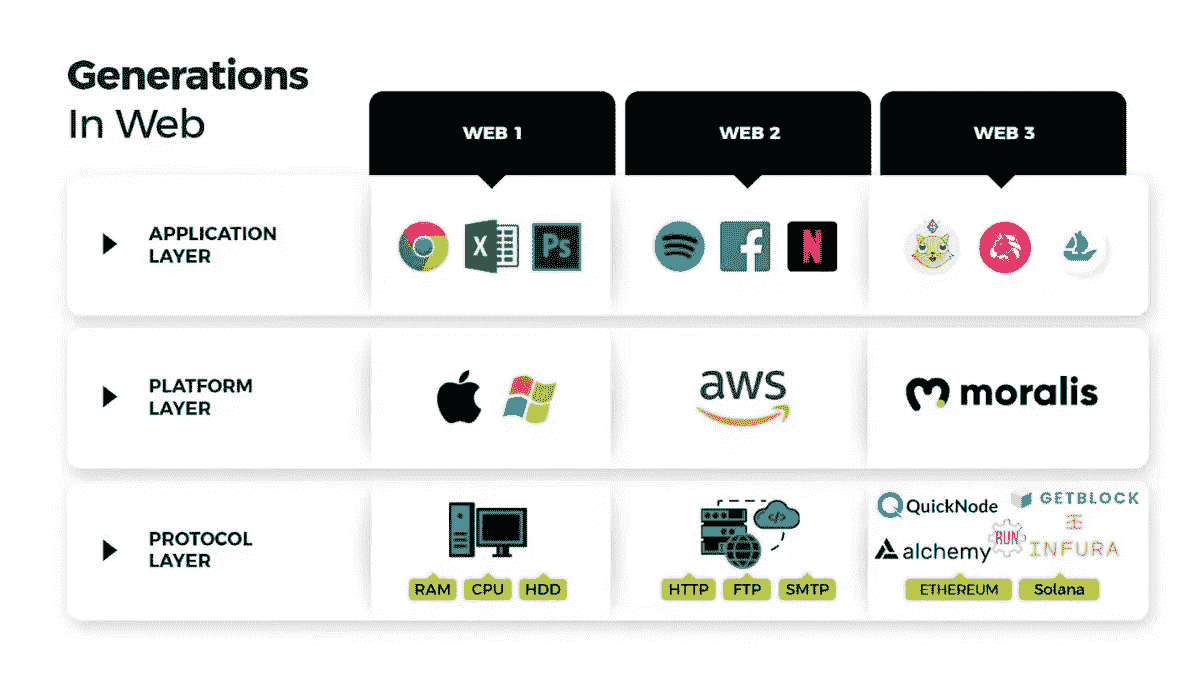 Generations
In Web
WEB 1
WEB 2
WEB 3
APPLICATION
LAYER
X
Ps
f
N
PLATFORM
LAYER
aws
moralis
PROTOCOL
LAYER
RAM
CPU
HDD
</>
HTTP
FTP
SMTP
QuickNode
GETBLOCK
alchemy
RUN
INFURA
ETHEREUM
Solana